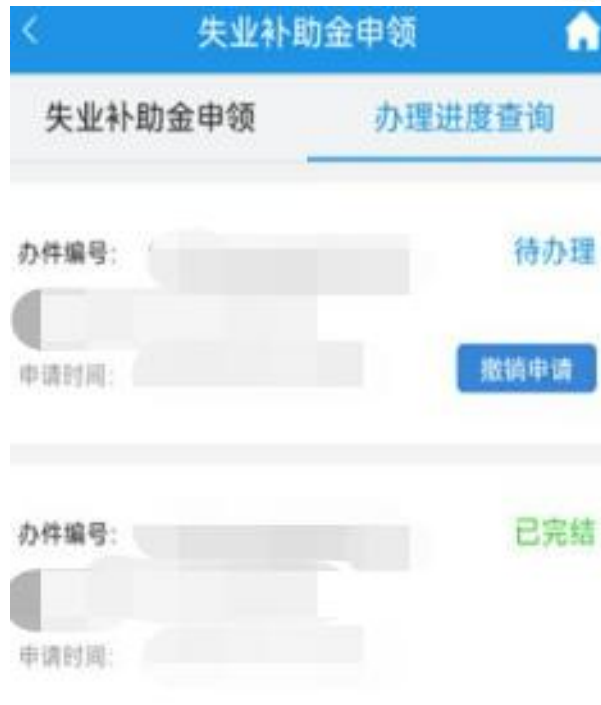 失业补助金申领
失业补助金申领
办理进度查询
办件编号:
待办理
申请时间:
撤销申请
办件编号:
已完结
申请时间: